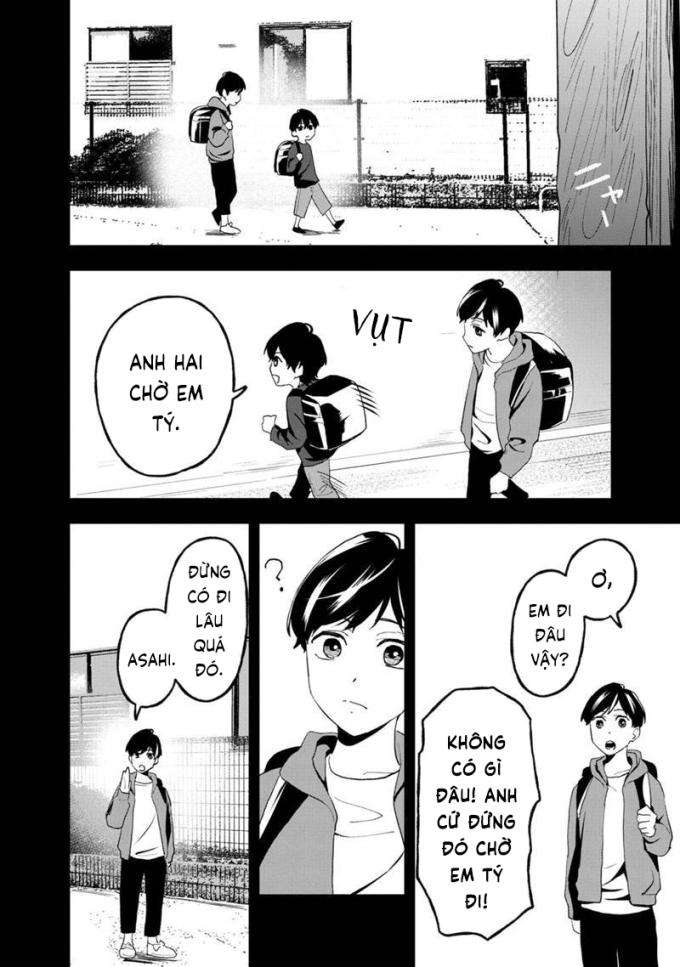 ニャー
VỤT
ANH HAI
CHỜ EM
TÝ.
Ơ,
EM ĐI
ĐÂU
VẬY?
KHÔNG
CÓ GÌ
ĐÂU! ANH
CỨ ĐỨNG
ĐÓ CHỜ
EM TÝ
ĐI!
?
ĐỪNG
CÓ ĐI
LÂU
QUÁ
ĐÓ.
ASAHI.